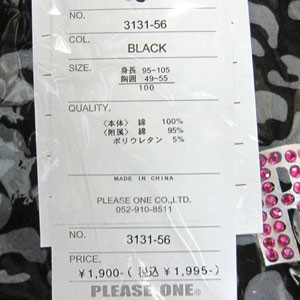 NO. 3131-56
COL. BLACK
SIZE. 身長 95~105
胸囲 49~55
100
QUALITY.
〈本体〉 綿 100%
〈附属〉 綿 95%
ポリウレタン 5%
MADE IN CHINA
PLEASE ONE CO.,LTD.
052-910-8511
NO. 3131-56
PRICE.
¥1,900-(税込 ¥1,995-)
PLEASE ONE®